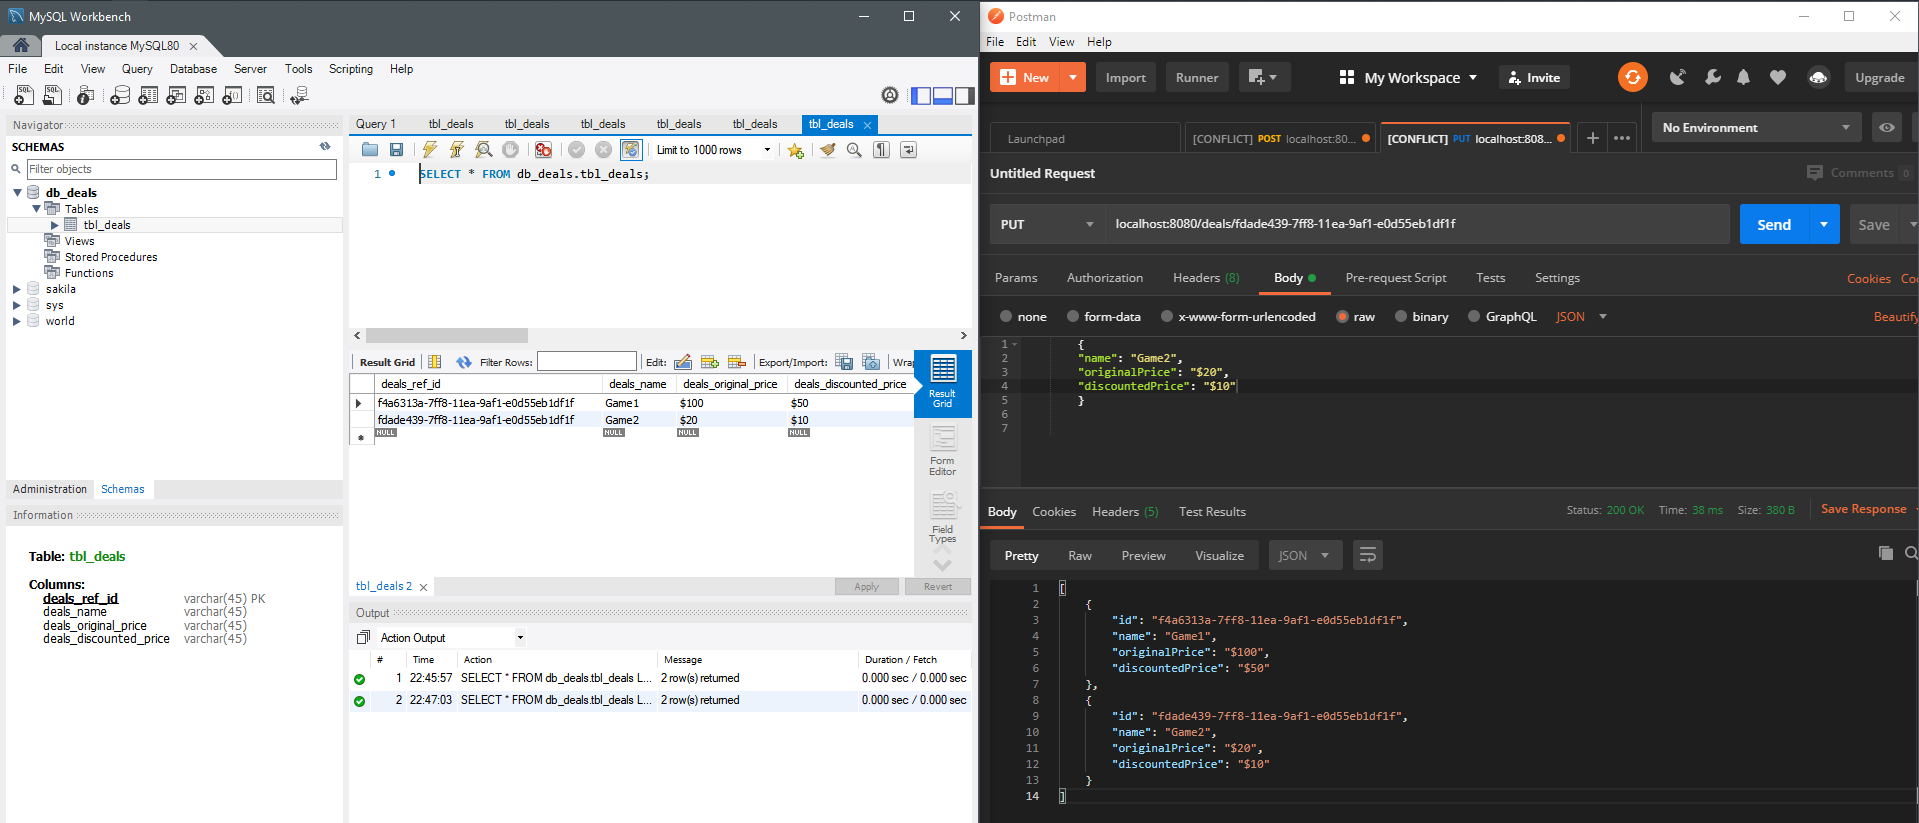 MySQL Workbench
Local instance MySQL80
File Edit View Query Database Server Tools Scripting Help
Navigator
SCHEMAS
Filter objects
db_deals
Tables
tbl_deals
Views
Stored Procedures
Functions
sakila
sys
world
Administration Schemas
Information
Table: tbl_deals
Columns:
deals_ref_id varchar(45) PK
deals_name varchar(45)
deals_original_price varchar(45)
deals_discounted_price varchar(45)
Query 1 tbl_deals tbl_deals tbl_deals tbl_deals tbl_deals tbl_deals
Limit to 1000 rows
1 SELECT * FROM db_deals.tbl_deals;
Result Grid Filter Rows: Edit: Export/Import: Wrap
deals_ref_id deals_name deals_original_price deals_discounted_price
f4a6313a-7ff8-11ea-9af1-e0d55eb1df1f Game1 $100 $50
fdade439-7ff8-11ea-9af1-e0d55eb1df1f Game2 $20 $10
NULL NULL NULL NULL
Result
Grid
Form
Editor
Field
Types
tbl_deals 2 Apply Revert
Output
Action Output
# Time Action Message Duration / Fetch
1 22:45:57 SELECT * FROM db_deals.tbl_deals L... 2 row(s) returned 0.000 sec / 0.000 sec
2 22:47:03 SELECT * FROM db_deals.tbl_deals L... 2 row(s) returned 0.000 sec / 0.000 sec
Postman
File Edit View Help
New Import Runner My Workspace Invite Upgrade
Launchpad [CONFLICT] POST localhost:80... [CONFLICT] PUT localhost:808... No Environment
Untitled Request Comments 0
PUT localhost:8080/deals/fdade439-7ff8-11ea-9af1-e0d55eb1df1f Send Save
Params Authorization Headers (8) Body Pre-request Script Tests Settings Cookies Co
none form-data x-www-form-urlencoded raw binary GraphQL JSON Beautify
1 {
2 "name": "Game2",
3 "originalPrice": "$20",
4 "discountedPrice": "$10"
5 }
6
7
Body Cookies Headers (5) Test Results Status: 200 OK Time: 38 ms Size: 380 B Save Response
Pretty Raw Preview Visualize JSON
1 [
2 {
3 "id": "f4a6313a-7ff8-11ea-9af1-e0d55eb1df1f",
4 "name": "Game1",
5 "originalPrice": "$100",
6 "discountedPrice": "$50"
7 },
8 {
9 "id": "fdade439-7ff8-11ea-9af1-e0d55eb1df1f",
10 "name": "Game2",
11 "originalPrice": "$20",
12 "discountedPrice": "$10"
13 }
14 ]